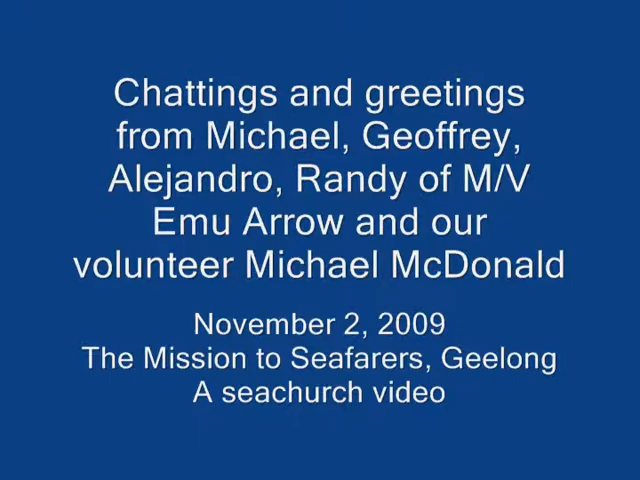 Chattings and greetings
from Michael, Geoffrey,
Alejandro, Randy of M/V
Emu Arrow and our
volunteer Michael McDonald
November 2, 2009
The Mission to Seafarers, Geelong
A seachurch video